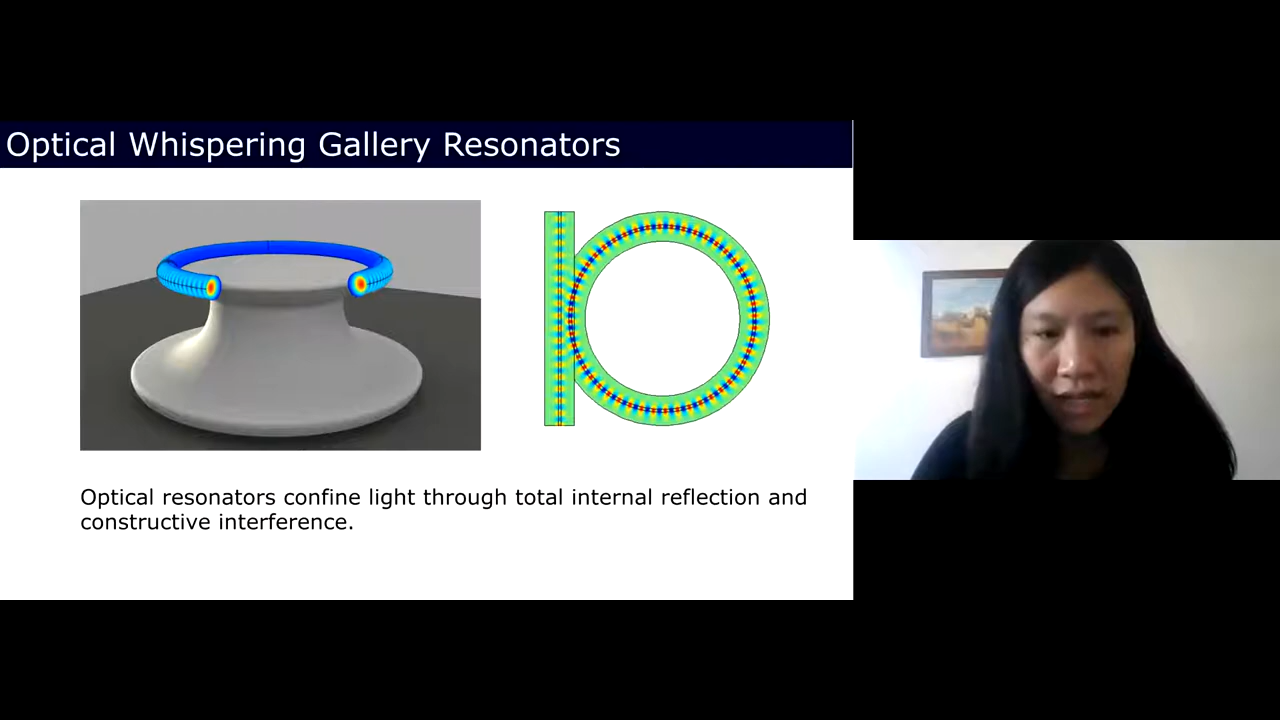 Optical Whispering Gallery Resonators
Optical resonators confine light through total internal reflection and
constructive interference.